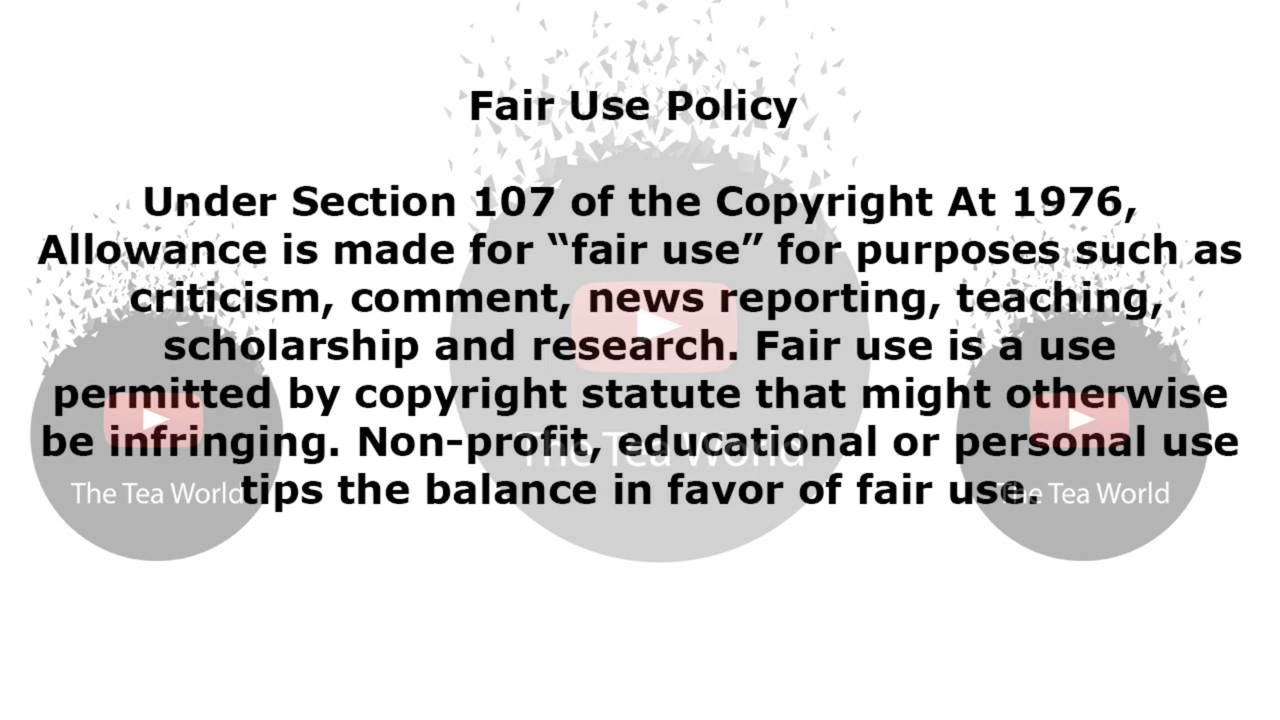 Fair Use Policy
Under Section 107 of the Copyright At 1976,
Allowance is made for “fair use” for purposes such as
criticism, comment, news reporting, teaching,
scholarship and research. Fair use is a use
permitted by copyright statute that might otherwise
be infringing. Non-profit, educational or personal use
The Tea World
tips the balance in favor of fair use.
The Tea World
The Tea World